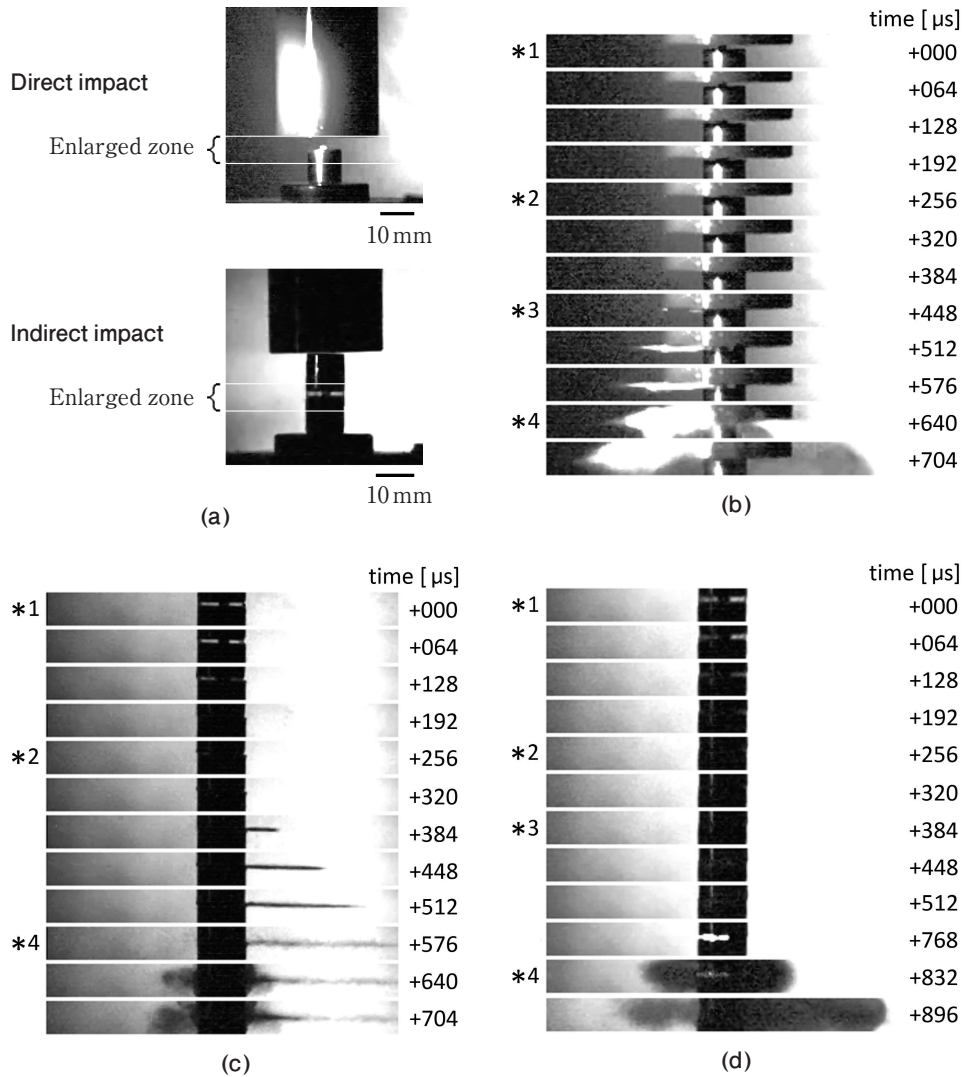 Direct impact
Enlarged zone
10 mm
Indirect impact
Enlarged zone
10 mm
(a)
time [ µs]
*1 +000
+064
+128
+192
*2 +256
+320
+384
*3 +448
+512
+576
*4 +640
+704
(b)
time [ µs]
*1 +000
+064
+128
+192
*2 +256
+320
+384
+448
+512
*4 +576
+640
+704
(c)
time [ µs]
*1 +000
+064
+128
+192
*2 +256
+320
*3 +384
+448
+512
+768
*4 +832
+896
(d)